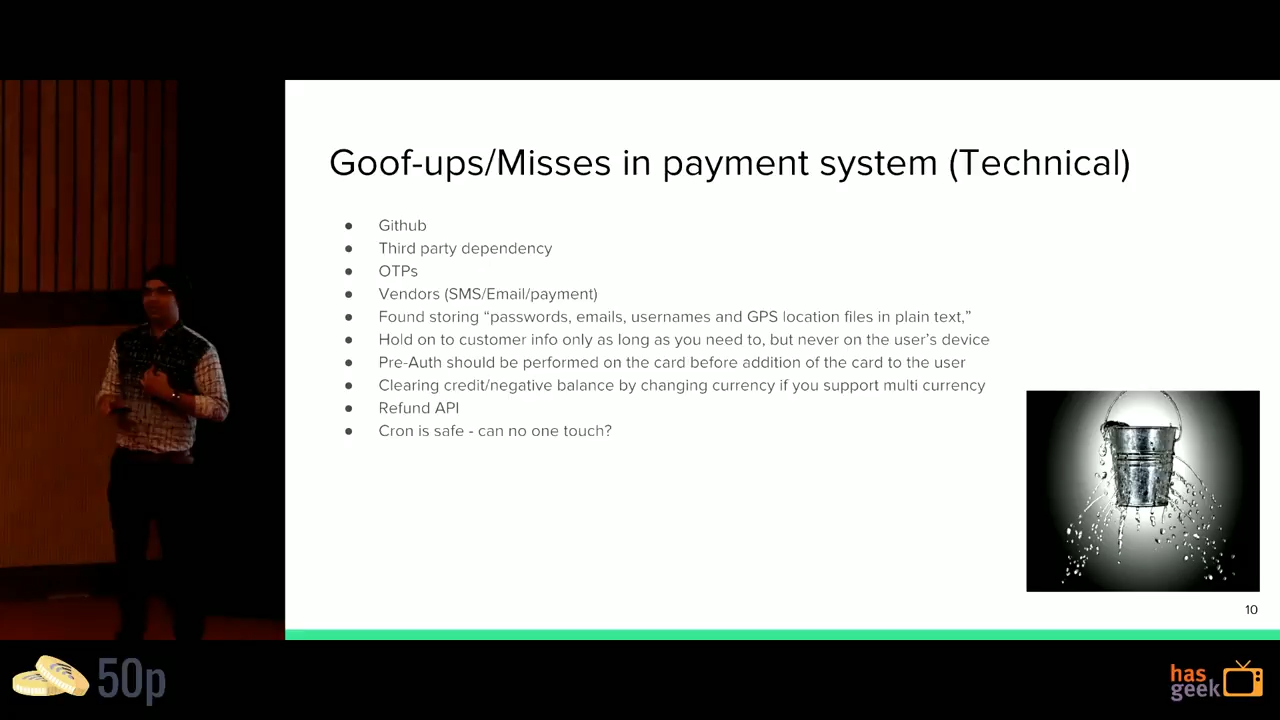 Goof-ups/Misses in payment system (Technical)
● Github
● Third party dependency
● OTPs
● Vendors (SMS/Email/payment)
● Found storing “passwords, emails, usernames and GPS location files in plain text,”
● Hold on to customer info only as long as you need to, but never on the user's device
● Pre-Auth should be performed on the card before addition of the card to the user
● Clearing credit/negative balance by changing currency if you support multi currency
● Refund API
● Cron is safe - can no one touch?
10
50p
has
geek